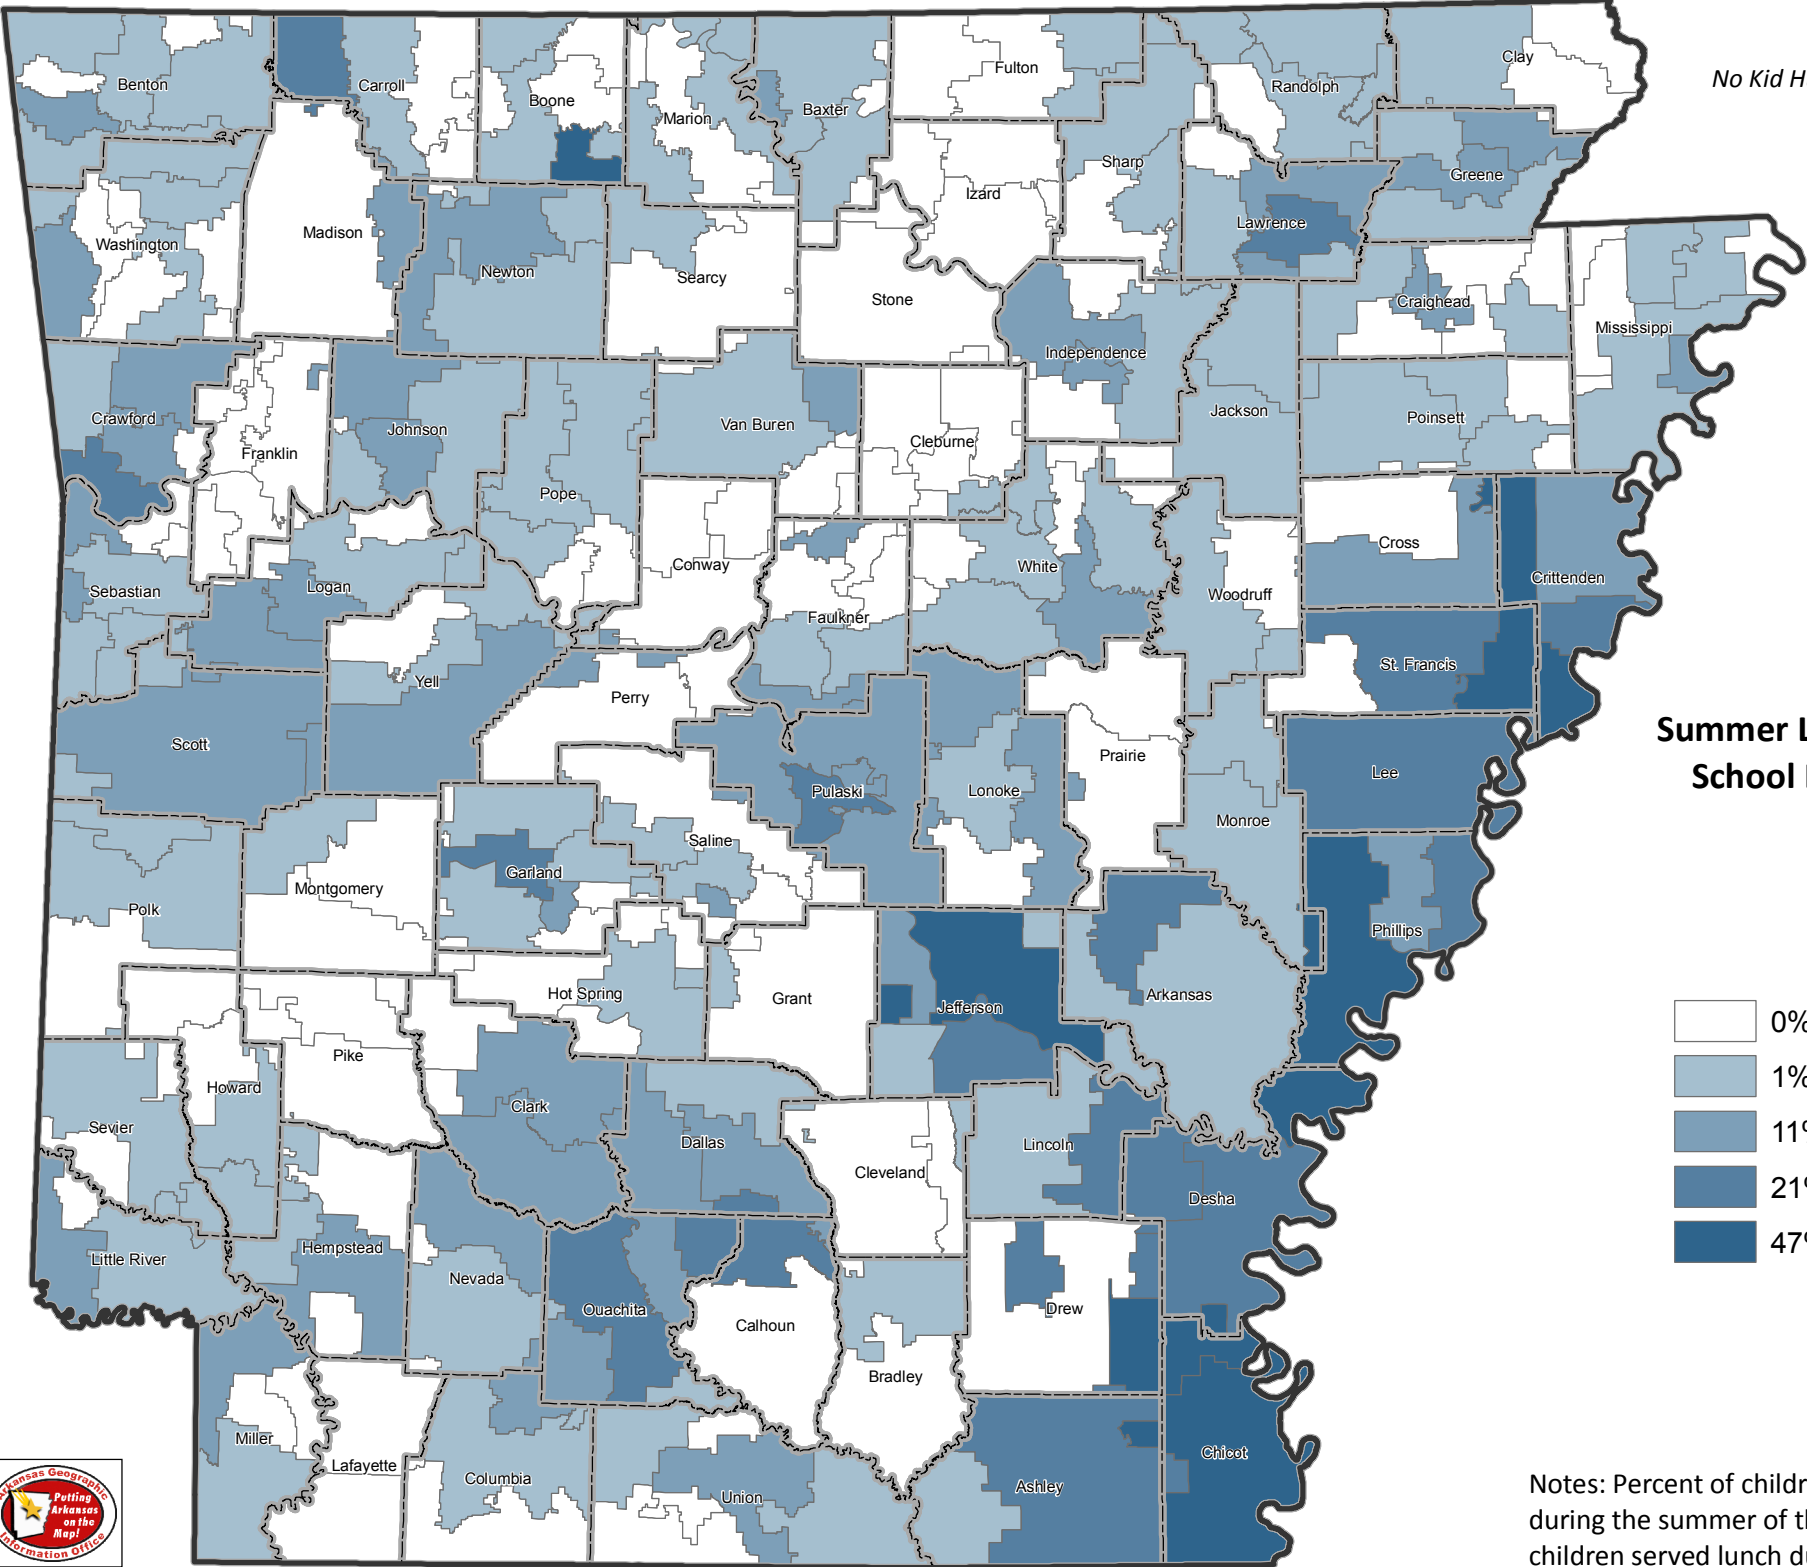 Benton
Carroll
Boone
Marion
Baxter
Fulton
Randolph
Clay
No Kid H
Sharp
Izard
Greene
Lawrence
Washington
Madison
Newton
Searcy
Stone
Craighead
Mississippi
Independence
Crawford
Franklin
Johnson
Pope
Van Buren
Cleburne
Jackson
Poinsett
Sebastian
Logan
Conway
Faulkner
White
Woodruff
Cross
Crittenden
Scott
Yell
Perry
St. Francis
Prairie
Summer L
School
Lee
Pulaski
Lonoke
Monroe
Polk
Montgomery
Garland
Saline
Phillips
Hot Spring
Grant
Jefferson
Arkansas
0%
1%
11%
21%
47%
Pike
Howard
Clark
Sevier
Dallas
Cleveland
Lincoln
Desha
Little River
Hempstead
Nevada
Ouachita
Calhoun
Bradley
Drew
Miller
Lafayette
Columbia
Union
Ashley
Chicot
Arkansas Geographic
Putting
Arkansas
on the
Map!
Information Office
Notes: Percent of childre
during the summer of th
children served lunch du